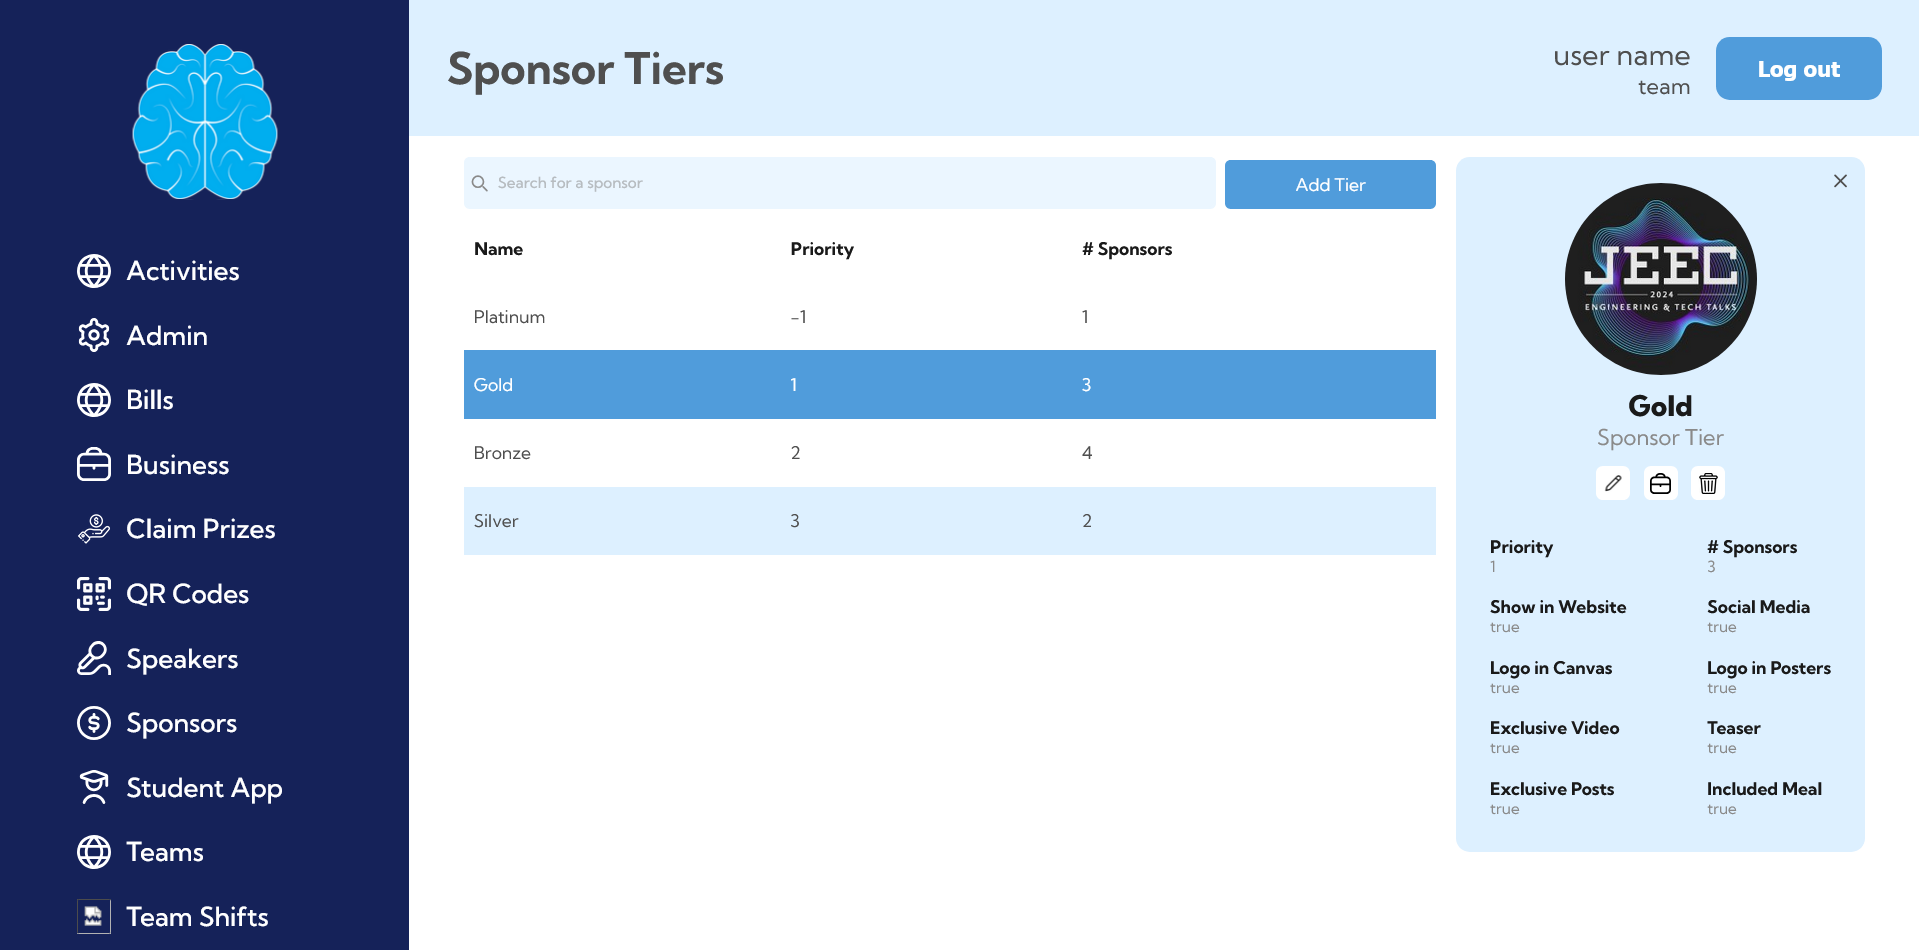 Activities
Admin
Bills
Business
Claim Prizes
QR Codes
Speakers
Sponsors
Student App
Teams
Team Shifts
Sponsor Tiers
user name
team
Log out
Search for a sponsor
Add Tier
Name Priority # Sponsors
Platinum -1 1
Gold 1 3
Bronze 2 4
Silver 3 2
JEEC
2024
ENGINEERING & TECH TALKS
Gold
Sponsor Tier
Priority # Sponsors
1 3
Show in Website Social Media
true true
Logo in Canvas Logo in Posters
true true
Exclusive Video Teaser
true true
Exclusive Posts Included Meal
true true